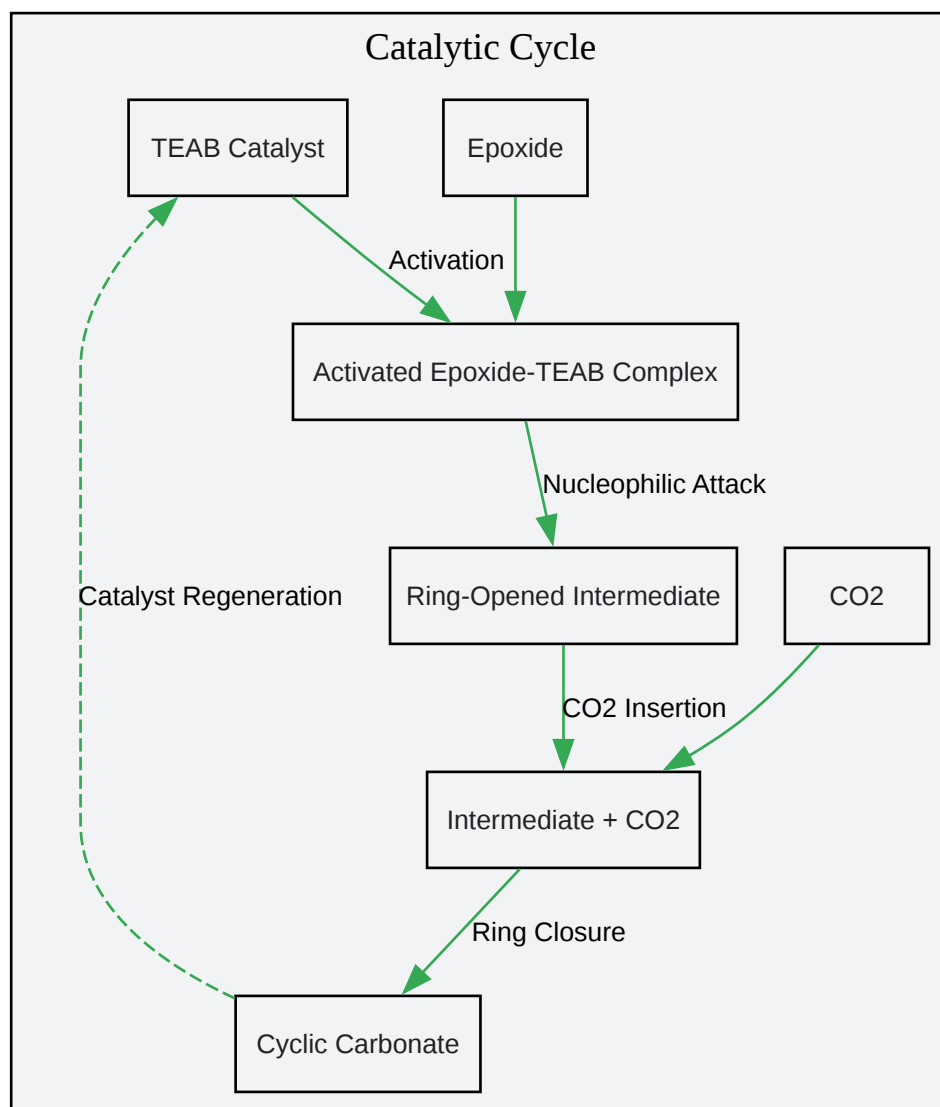 Catalytic Cycle
TEAB Catalyst
Epoxide
Activation
Activated Epoxide-TEAB Complex
Nucleophilic Attack
Catalyst Regeneration
Ring-Opened Intermediate
CO2
CO2 Insertion
Intermediate + CO2
Ring Closure
Cyclic Carbonate